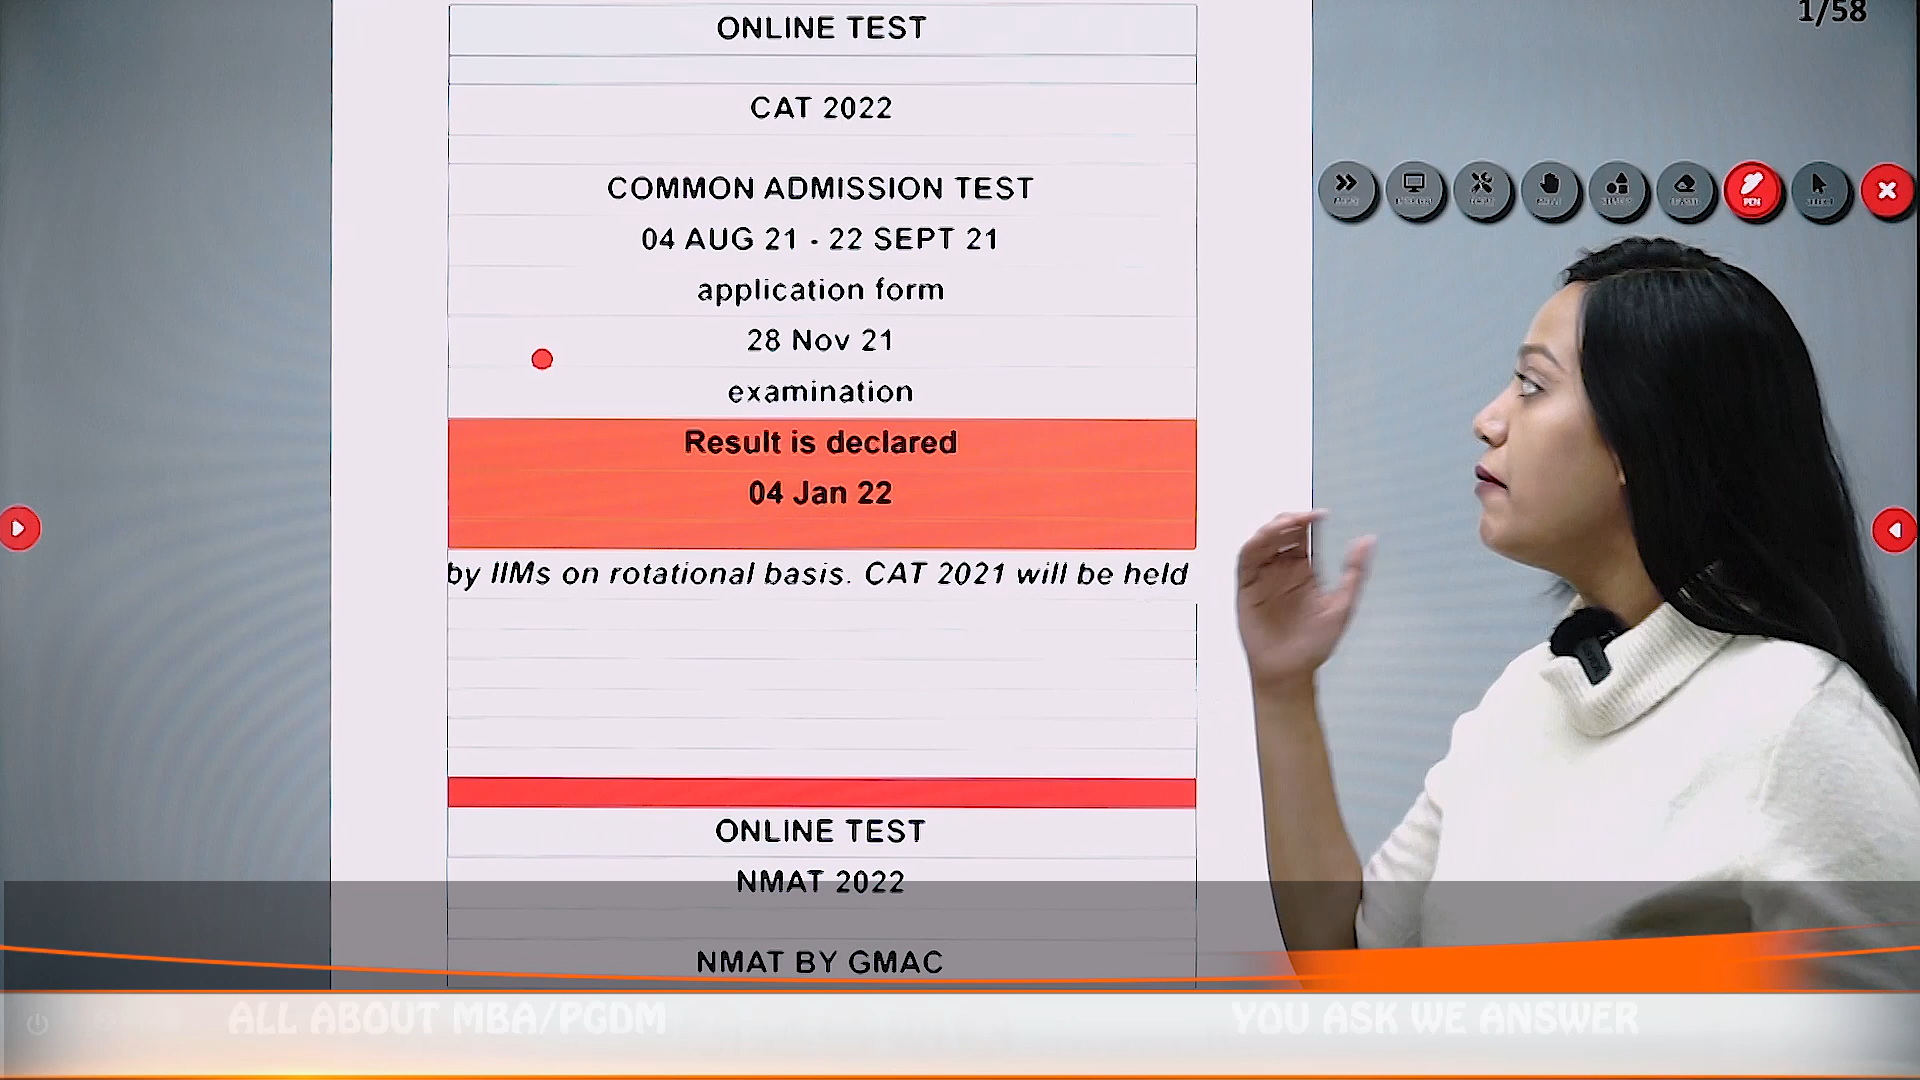 1/58
ONLINE TEST
CAT 2022
COMMON ADMISSION TEST
04 AUG 21 - 22 SEPT 21
application form
28 Nov 21
examination
Result is declared
04 Jan 22
by IIMs on rotational basis. CAT 2021 will be held
ONLINE TEST
NMAT 2022
NMAT BY GMAC
PEN
ALL ABOUT MBA/PGDM
YOU ASK WE ANSWER